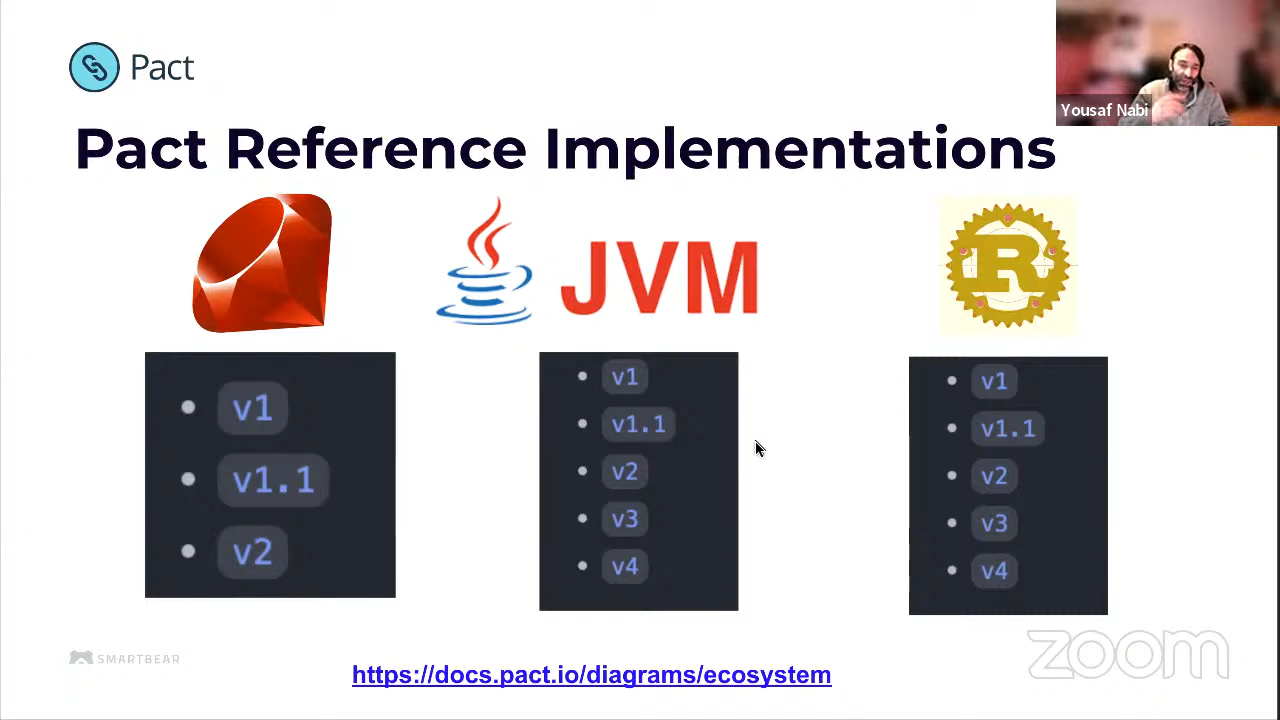 Pact
Yousaf Nabi
Pact Reference Implementations
JVM
R
v1
v1.1
v2
v1
v1.1
v2
v3
v4
v1
v1.1
v2
v3
v4
SMARTBEAR
https://docs.pact.io/diagrams/ecosystem
zoom